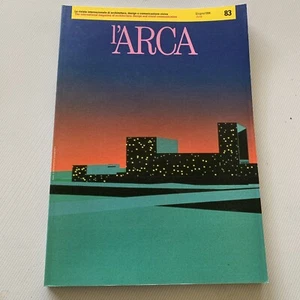 La rivista internazionale di architettura, design e comunicazione visiva
The international magazine of architecture, design and visual communication
83
l'ARCA